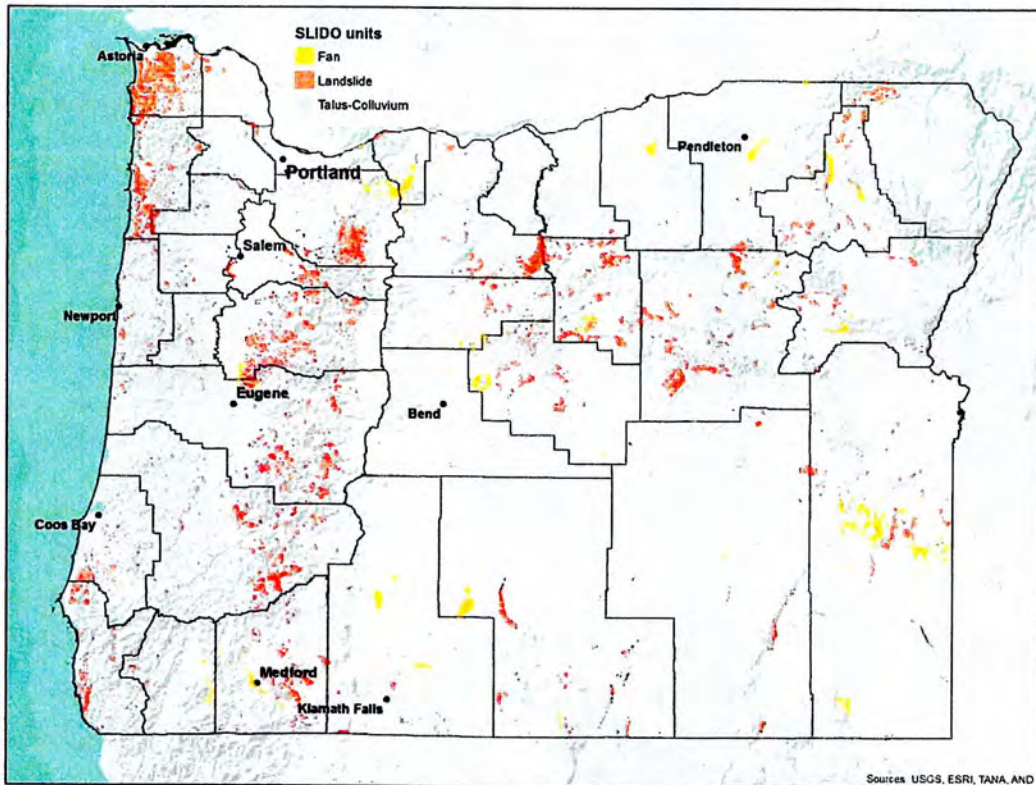 SLIDO units
Fan
Landslide
Talus-Colluvium
Astoria
Portland
Pendleton
Salem
Newport
Eugene
Bend
Coos Bay
Medford
Klamath Falls
Sources USGS, ESRI, TANA, AND